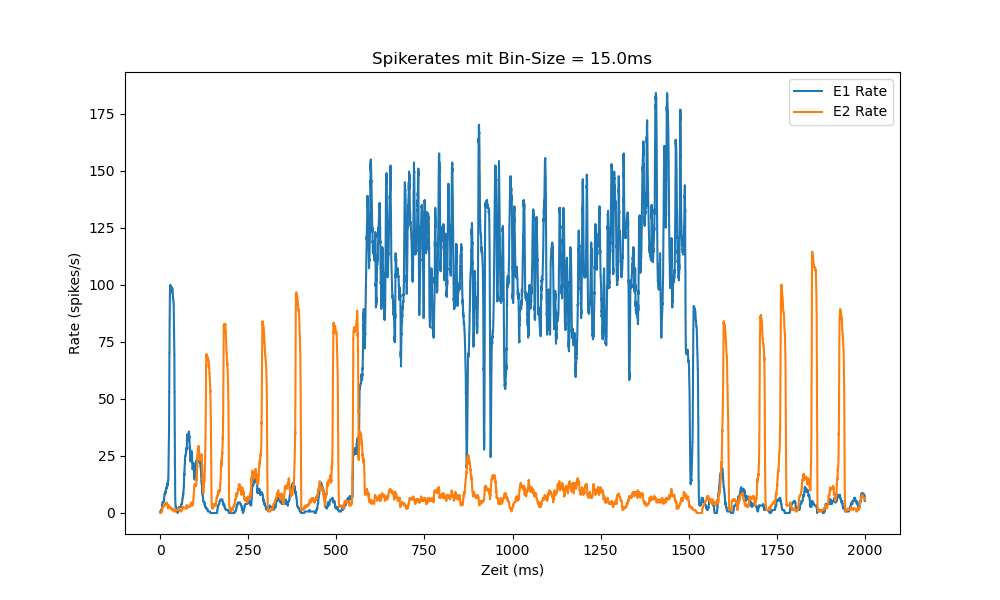 Spikerates mit Bin-Size = 15.0ms
E1 Rate
E2 Rate
175
150
125
100
75
50
25
0
Rate (spikes/s)
0 250 500 750 1000 1250 1500 1750 2000
Zeit (ms)